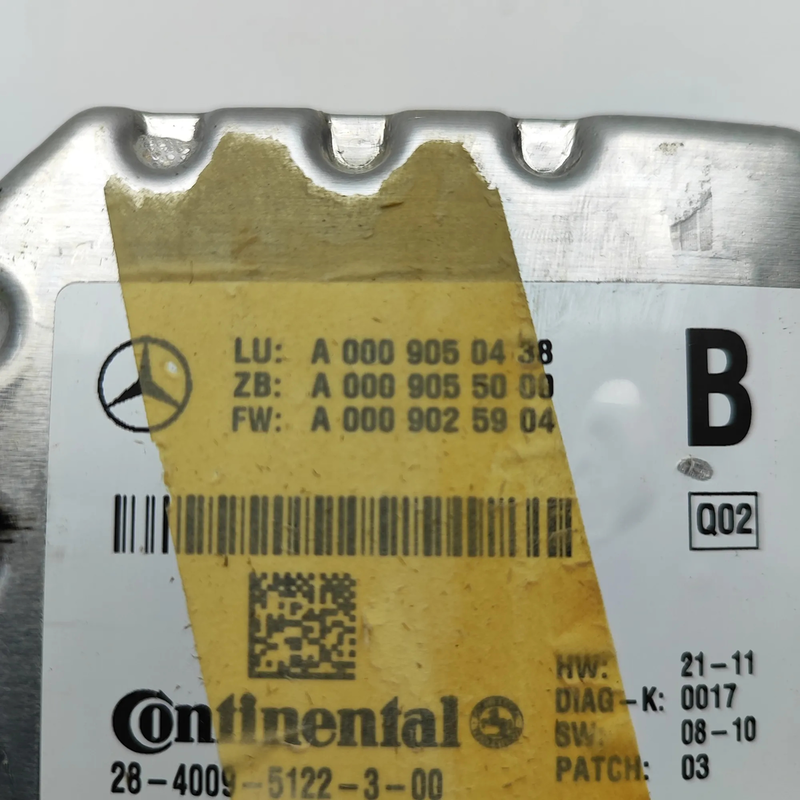 LU: A 000 905 04 38
ZB: A 000 905 50 00
FW: A 000 902 59 04
B
Q02
HW: 21-11
DIAG-K: 0017
SW: 08-10
PATCH: 03
Continental
28-4009-5122-3-00